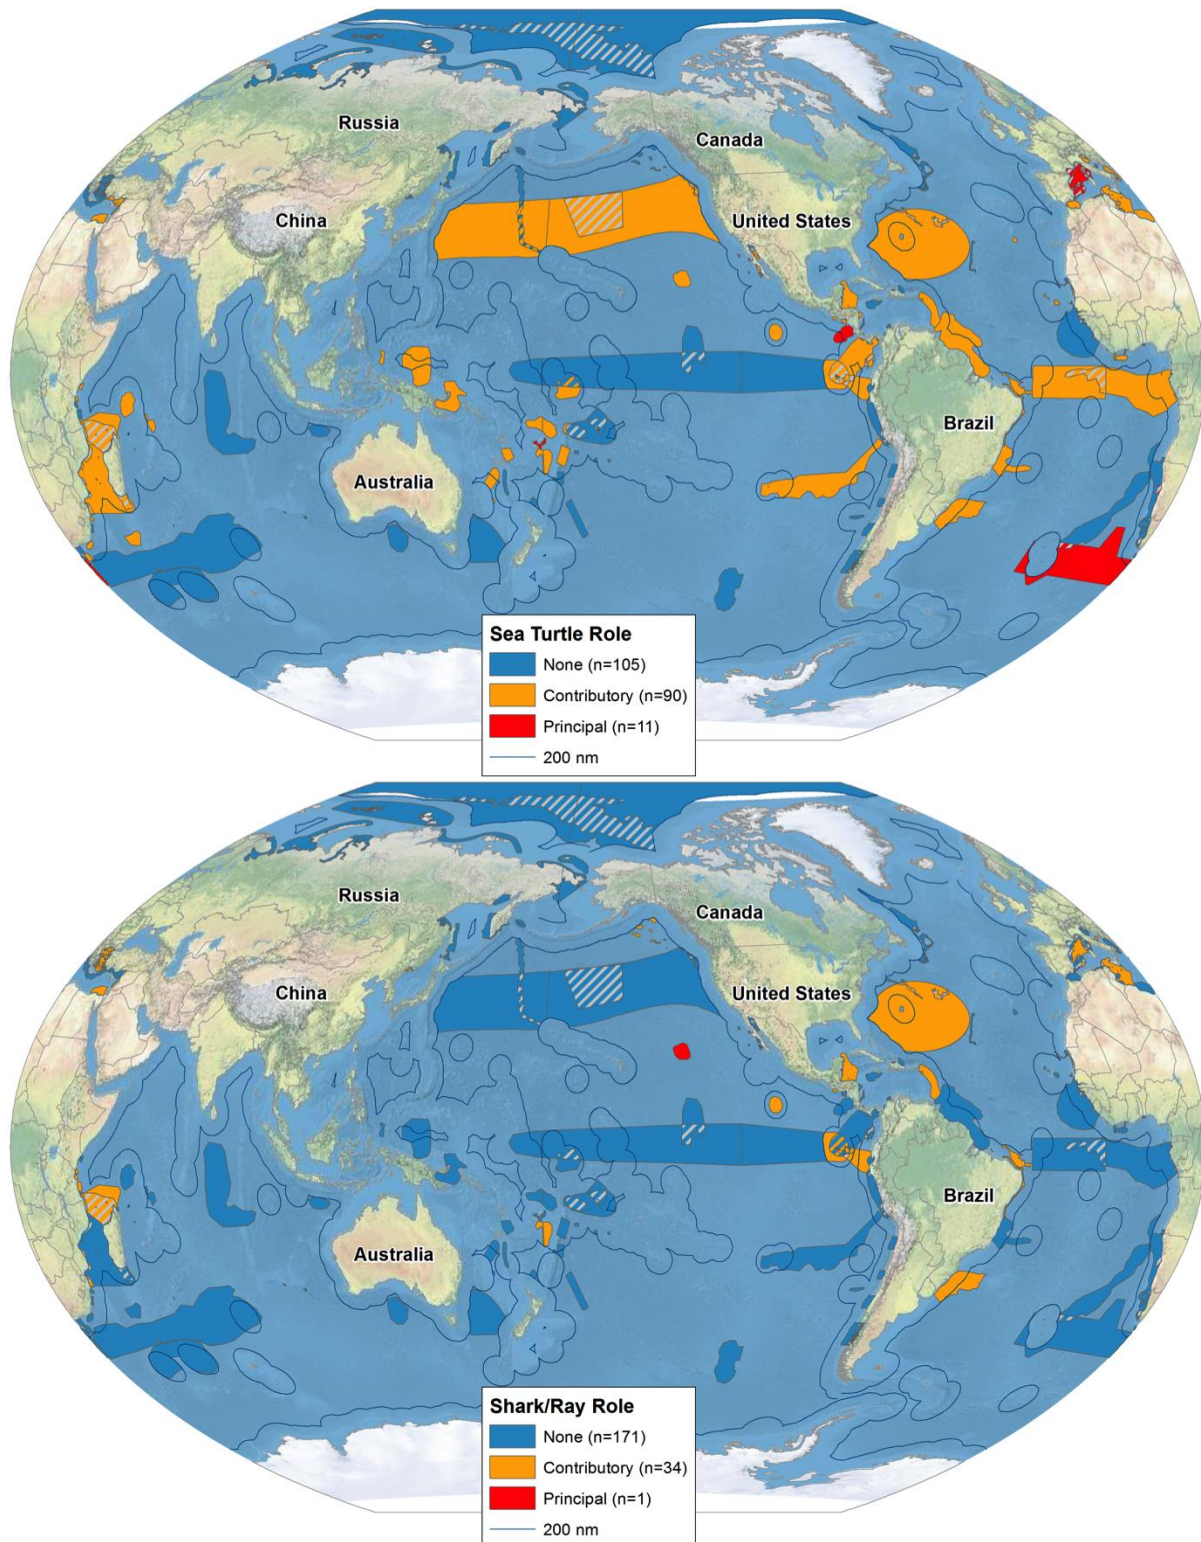 Russia
Canada
China
United States
Brazil
Australia
Sea Turtle Role
None (n=105)
Contributory (n=90)
Principal (n=11)
200 nm
Russia
Canada
China
United States
Brazil
Australia
Shark/Ray Role
None (n=171)
Contributory (n=34)
Principal (n=1)
200 nm